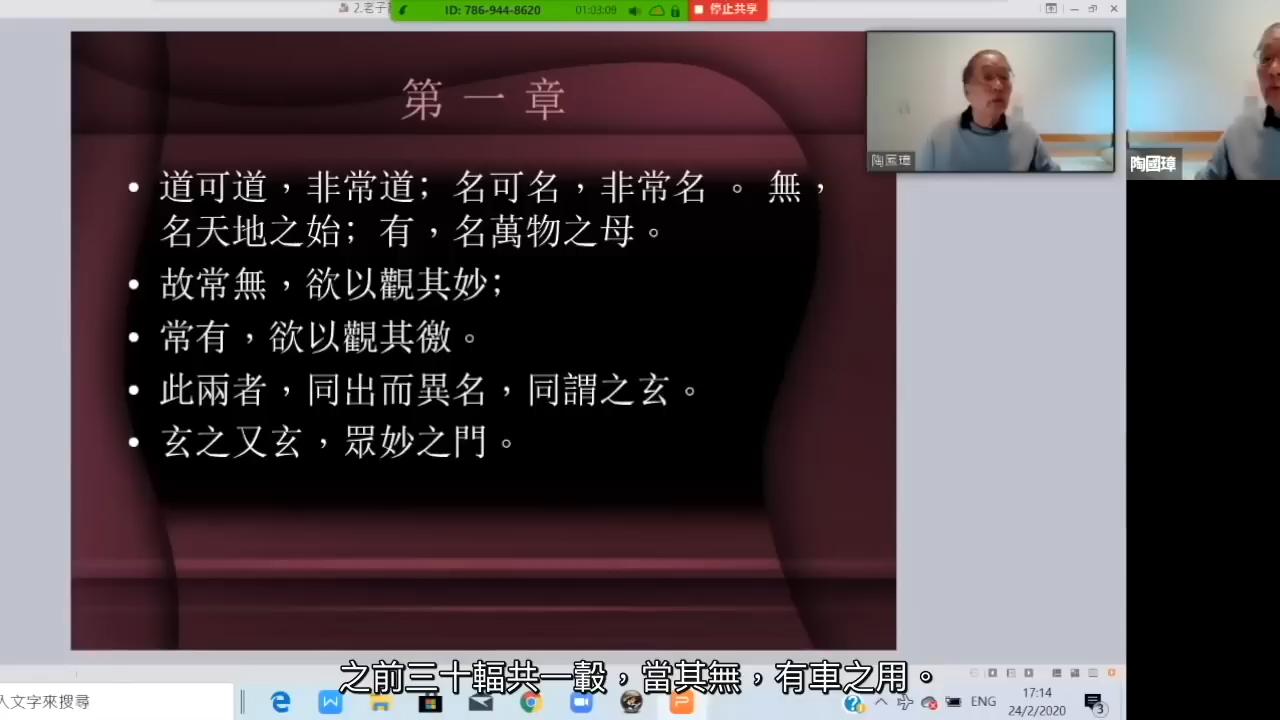 2.老子
ID: 786-944-8620
01:03:09
停止共享
第一章
陶國璋
陶國璋
• 道可道，非常道；名可名，非常名 。 無，
名天地之始；有，名萬物之母。
• 故常無，欲以觀其妙；
• 常有，欲以觀其徼。
• 此兩者，同出而異名，同謂之玄。
• 玄之又玄，眾妙之門。
之前三十輻共一轂，當其無，有車之用。
入文字來搜尋
ENG
17:14
24/2/2020
3